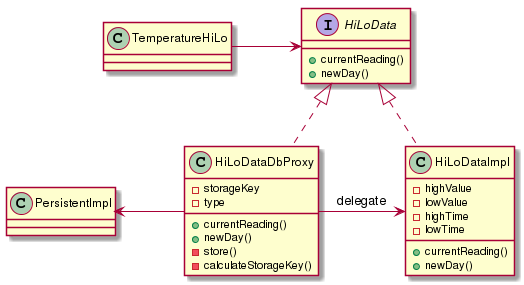 C TemperatureHiLo
I HiLoData
currentReading()
newDay()
C PersistentImpl
C HiLoDataDbProxy
storageKey
type
currentReading()
newDay()
store()
calculateStorageKey()
delegate
C HiLoDataImpl
highValue
lowValue
highTime
lowTime
currentReading()
newDay()